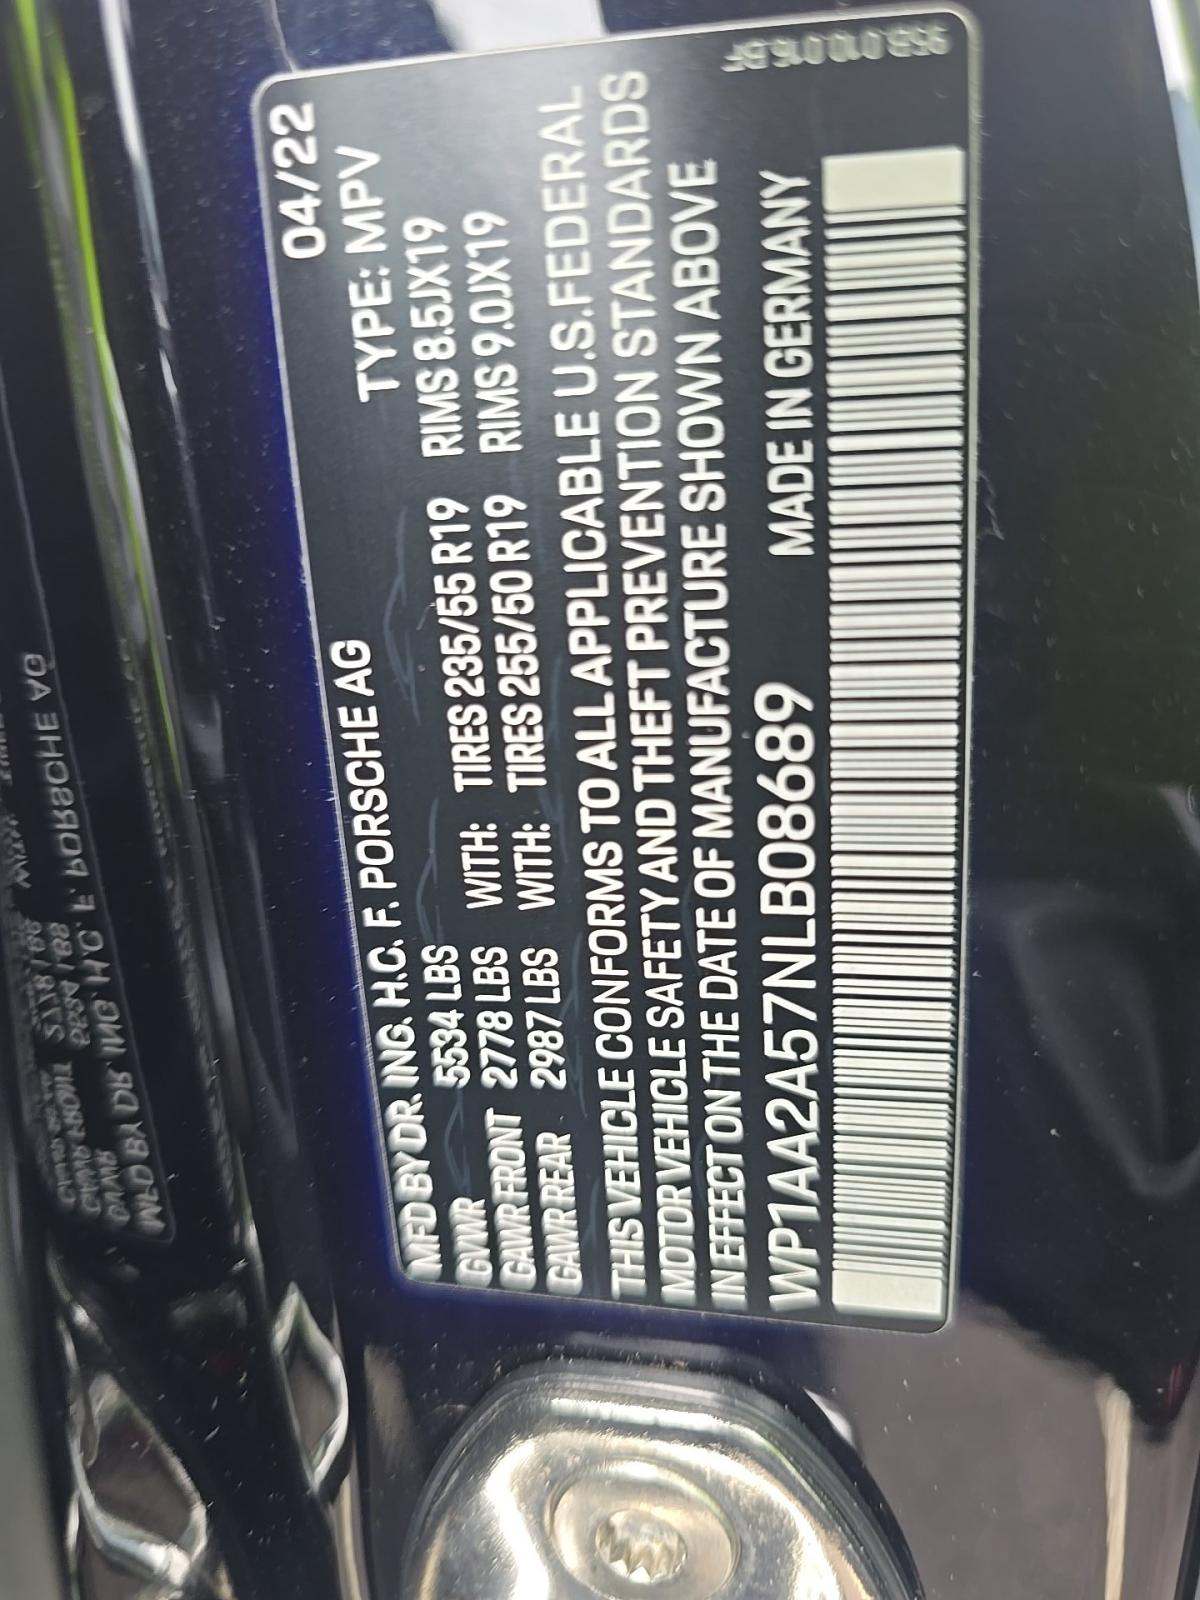 04/22
MFD BY DR. ING. H.C. F. PORSCHE AG TYPE: MPV
GVWR 5534 LBS WITH: TIRES 235/55 R19 RIMS 8.5JX19
GAWR FRONT 2778 LBS WITH: TIRES 255/50 R19 RIMS 9.0JX19
GAWR REAR 2987 LBS
THIS VEHICLE CONFORMS TO ALL APPLICABLE U.S.FEDERAL
MOTOR VEHICLE SAFETY AND THEFT PREVENTION STANDARDS
IN EFFECT ON THE DATE OF MANUFACTURE SHOWN ABOVE
WP1AA2A57NLB08689 MADE IN GERMANY